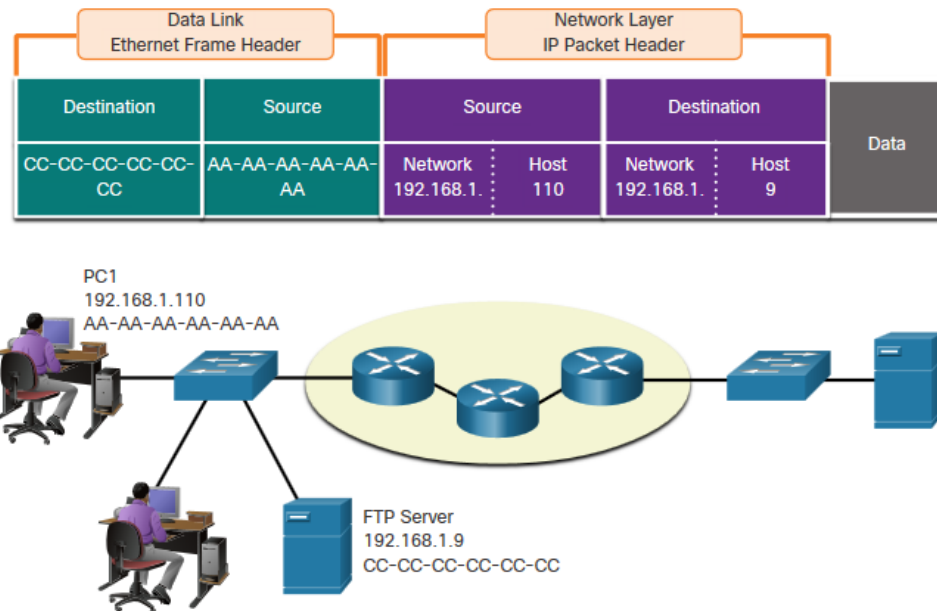 Data Link
Ethernet Frame Header
Network Layer
IP Packet Header
Destination
Source
Source
Destination
Data
CC-CC-CC-CC-CC-
CC
AA-AA-AA-AA-AA-
AA
Network
192.168.1.
Host
110
Network
192.168.1.
Host
9
PC1
192.168.1.110
AA-AA-AA-AA-AA-AA
FTP Server
192.168.1.9
CC-CC-CC-CC-CC-CC